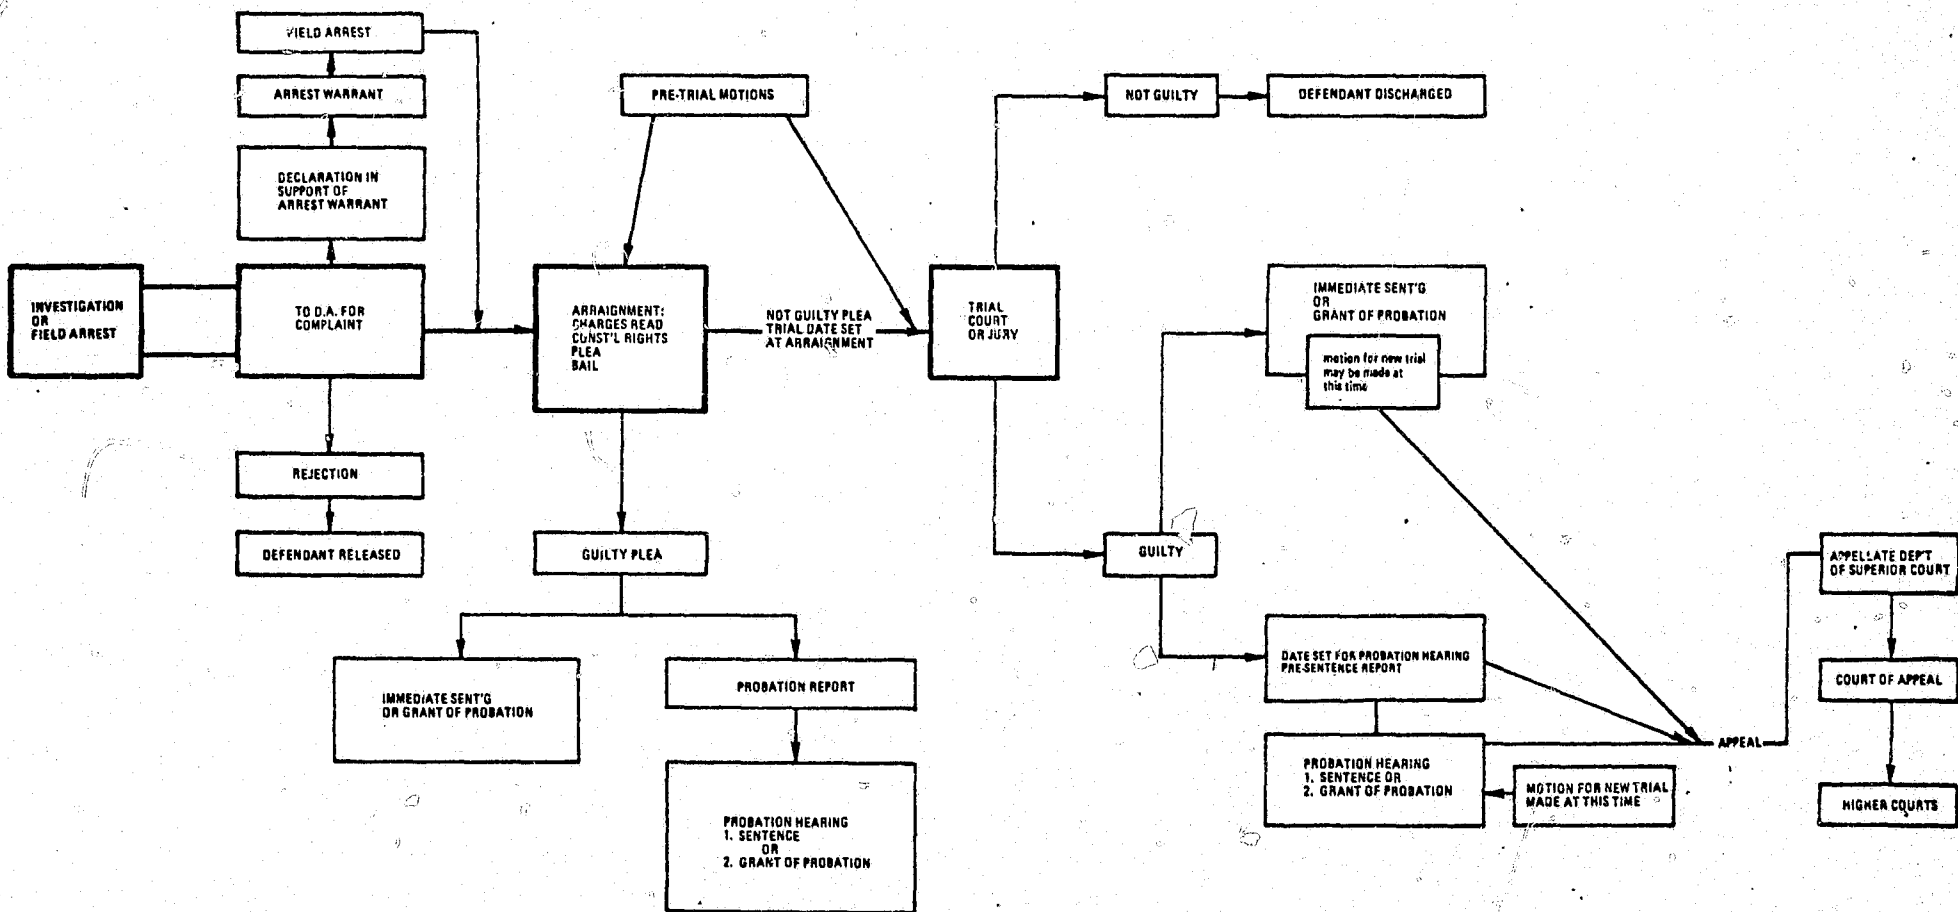 FIELD ARREST
ARREST WARRANT
DECLARATION IN
SUPPORT OF
ARREST WARRANT
INVESTIGATION
OR
FIELD ARREST
TO D.A. FOR
COMPLAINT
REJECTION
DEFENDANT RELEASED
PRE-TRIAL MOTIONS
ARRAIGNMENT:
CHARGES READ
CONST'L RIGHTS
PLEA
BAIL
NOT GUILTY PLEA
TRIAL DATE SET
AT ARRAIGNMENT
GUILTY PLEA
IMMEDIATE SENT'G
OR GRANT OF PROBATION
PROBATION REPORT
PROBATION HEARING
1. SENTENCE
OR
2. GRANT OF PROBATION
TRIAL
COURT
OR JURY
NOT GUILTY
DEFENDANT DISCHARGED
GUILTY
IMMEDIATE SENT'G
OR
GRANT OF PROBATION
motion for new trial
may be made at
this time
DATE SET FOR PROBATION HEARING
PRE-SENTENCE REPORT
PROBATION HEARING
1. SENTENCE OR
2. GRANT OF PROBATION
MOTION FOR NEW TRIAL
MADE AT THIS TIME
APPEAL
APPELLATE DEP'T
OF SUPERIOR COURT
COURT OF APPEAL
HIGHER COURTS